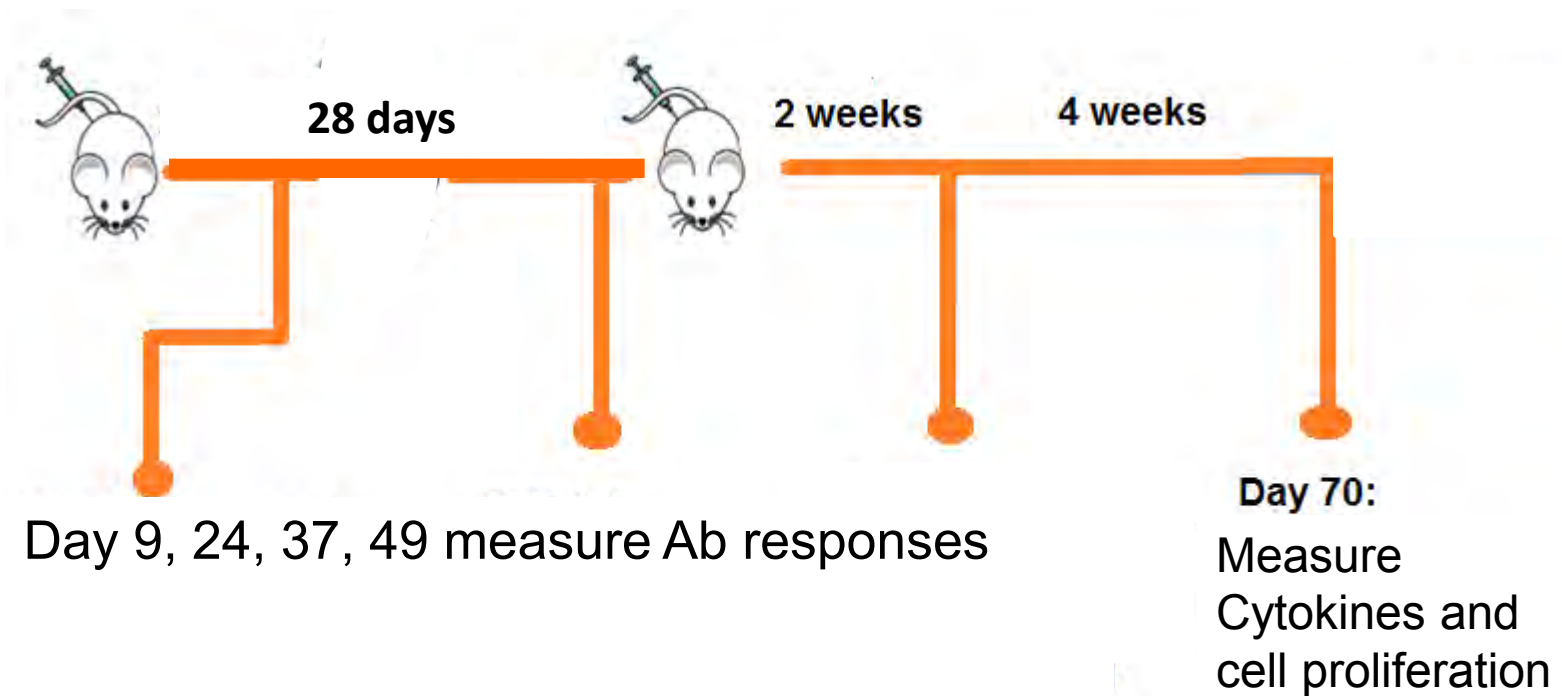 28 days
2 weeks
4 weeks
Day 9, 24, 37, 49 measure Ab responses
Day 70:
Measure
Cytokines and
cell proliferation